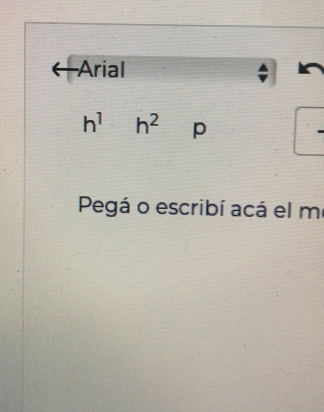 ←Arial
h¹ h² p
Pegá o escribí acá el